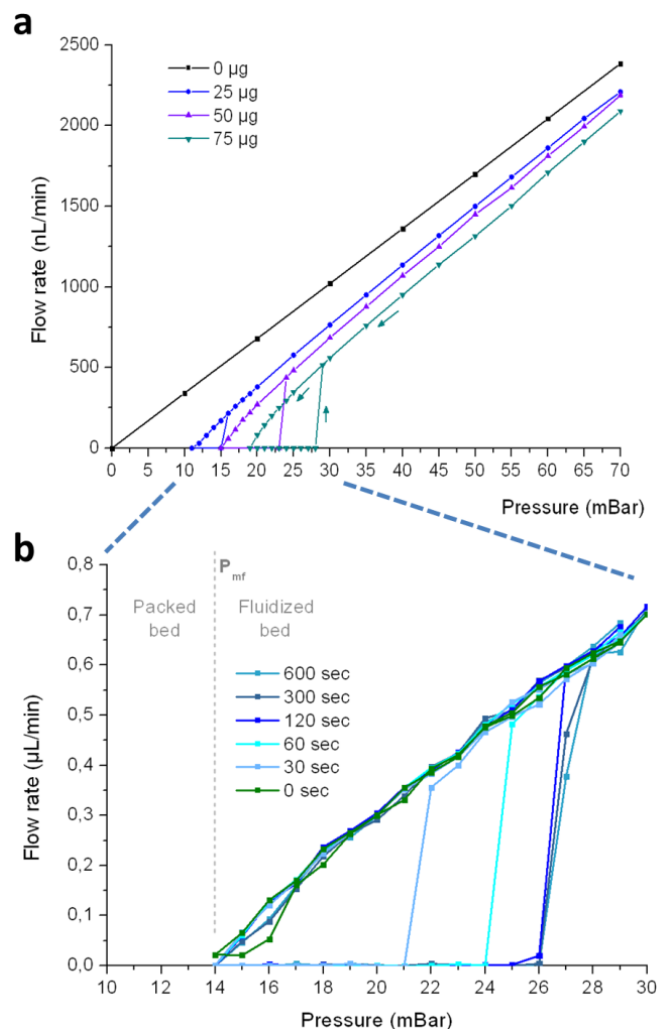 a
2500
2000
1500
1000
500
0
Flow rate (nL/min)
0 µg
25 µg
50 µg
75 µg
0 5 10 15 20 25 30 35 40 45 50 55 60 65 70
Pressure (mBar)
b
0,8
0,7
0,6
0,5
0,4
0,3
0,2
0,1
0,0
Flow rate (µL/min)
Pmf
Packed bed
Fluidized bed
600 sec
300 sec
120 sec
60 sec
30 sec
0 sec
10 12 14 16 18 20 22 24 26 28 30
Pressure (mBar)